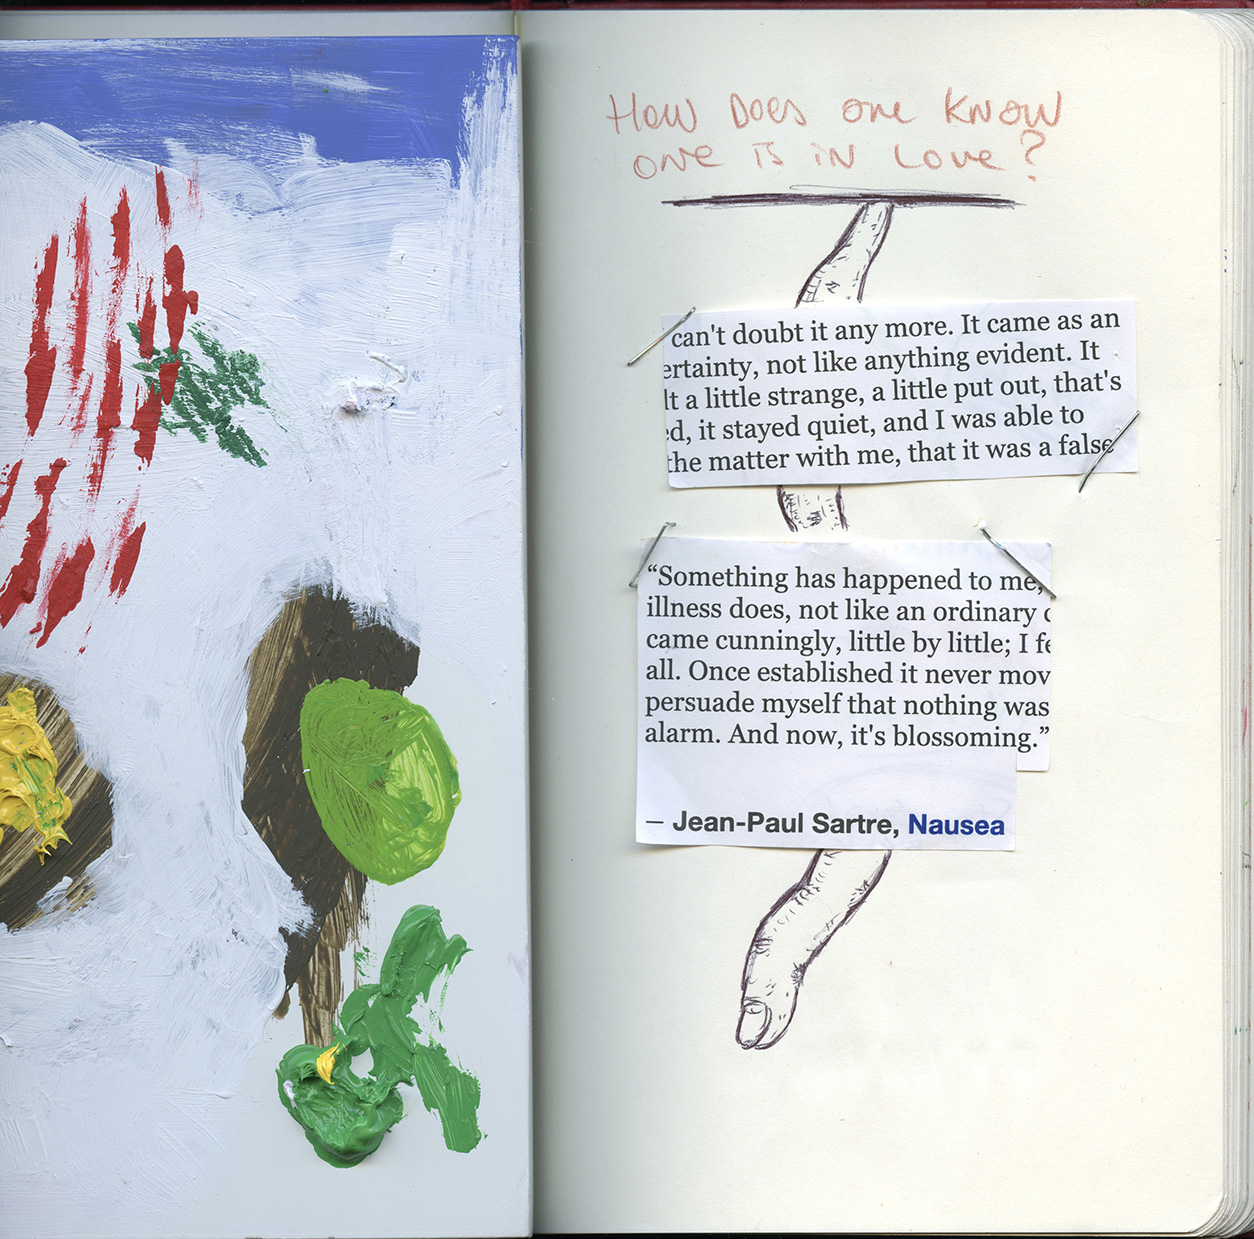 How Does one know
one is in Love?
can't doubt it any more. It came as an
ertainty, not like anything evident. It
lt a little strange, a little put out, that's
ed, it stayed quiet, and I was able to
the matter with me, that it was a false
“Something has happened to me,
illness does, not like an ordinary c
came cunningly, little by little; I fe
all. Once established it never mov
persuade myself that nothing was
alarm. And now, it's blossoming.”
— Jean-Paul Sartre, Nausea